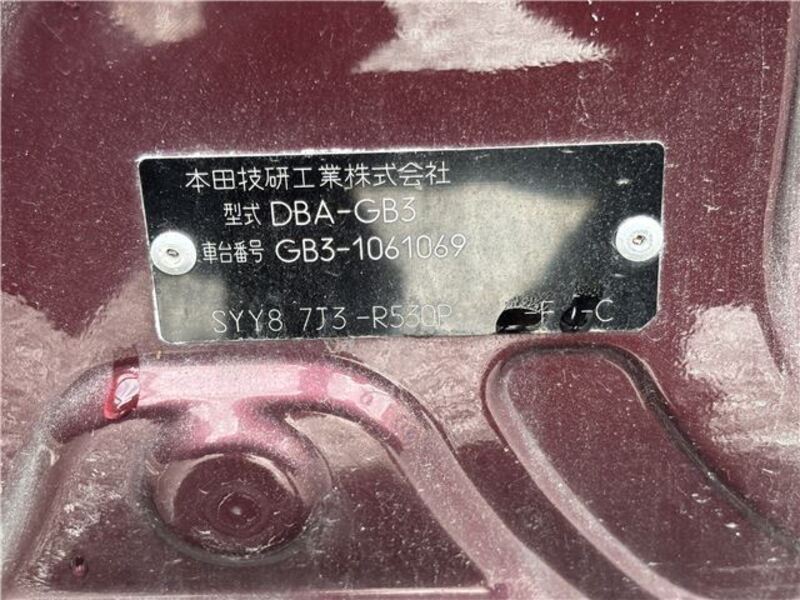 本田技研工業株式会社
型式 DBA-GB3
車台番号 GB3-1061069
SYY8 7J3 -R530P -C